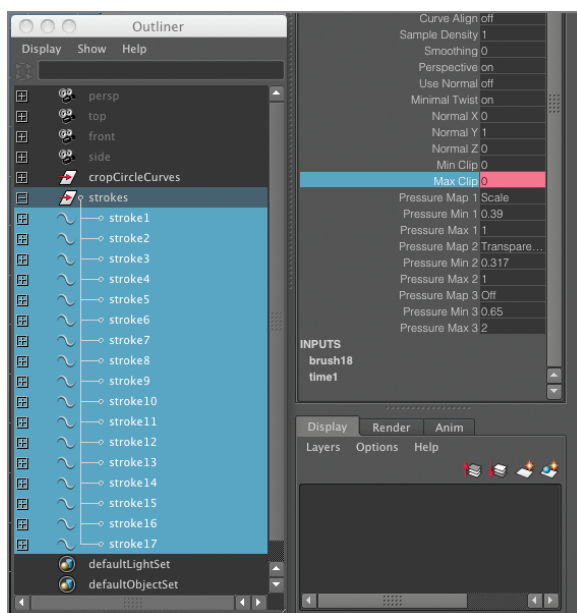 Outliner
Display Show Help
persp
top
front
side
cropCircleCurves
strokes
stroke1
stroke2
stroke3
stroke4
stroke5
stroke6
stroke7
stroke8
stroke9
stroke10
stroke11
stroke12
stroke13
stroke14
stroke15
stroke16
stroke17
defaultLightSet
defaultObjectSet
Curve Align off
Sample Density 1
Smoothing 0
Perspective on
Use Normal off
Minimal Twist on
Normal X 0
Normal Y 1
Normal Z 0
Min Clip 0
Max Clip 0
Pressure Map 1 Scale
Pressure Min 1 0.39
Pressure Max 1 1
Pressure Map 2 Transpare...
Pressure Min 2 0.317
Pressure Max 2 1
Pressure Map 3 Off
Pressure Min 3 0.65
Pressure Max 3 2
INPUTS
brush18
time1
Display Render Anim
Layers Options Help